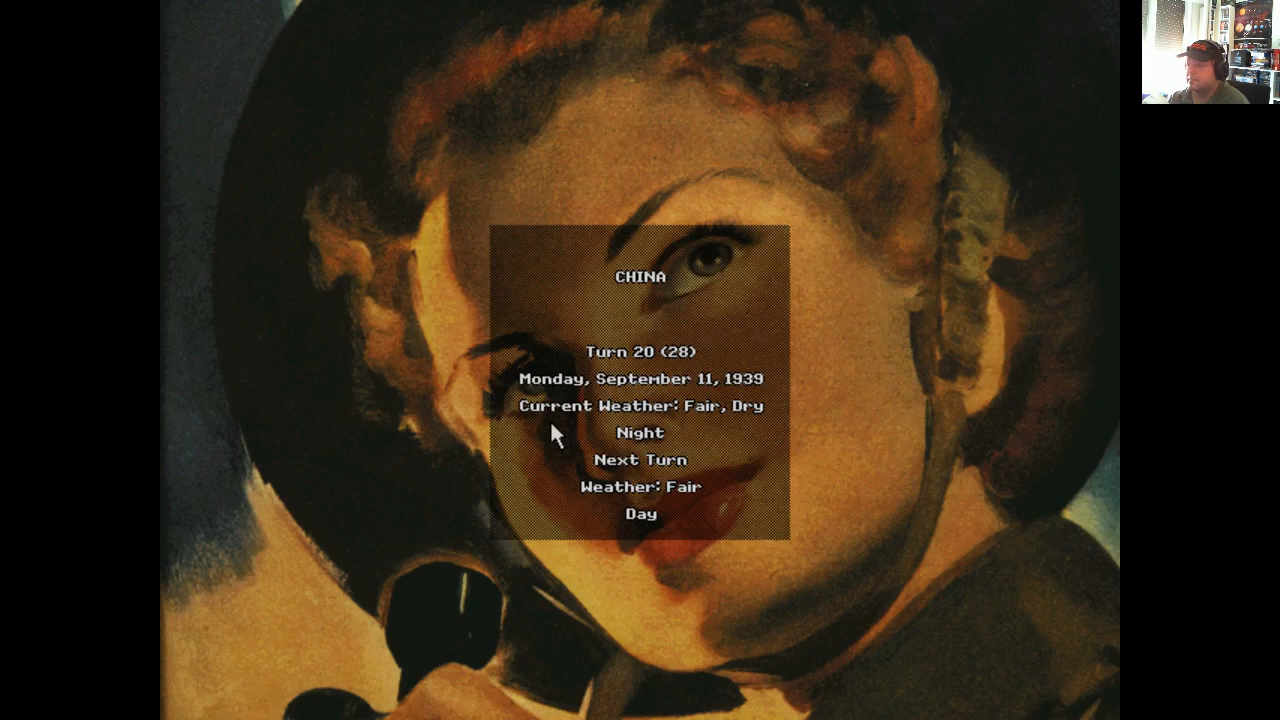 CHINA
Turn 20 (28)
Monday, September 11, 1939
Current Weather: Fair, Dry
Night
Next Turn
Weather: Fair
Day